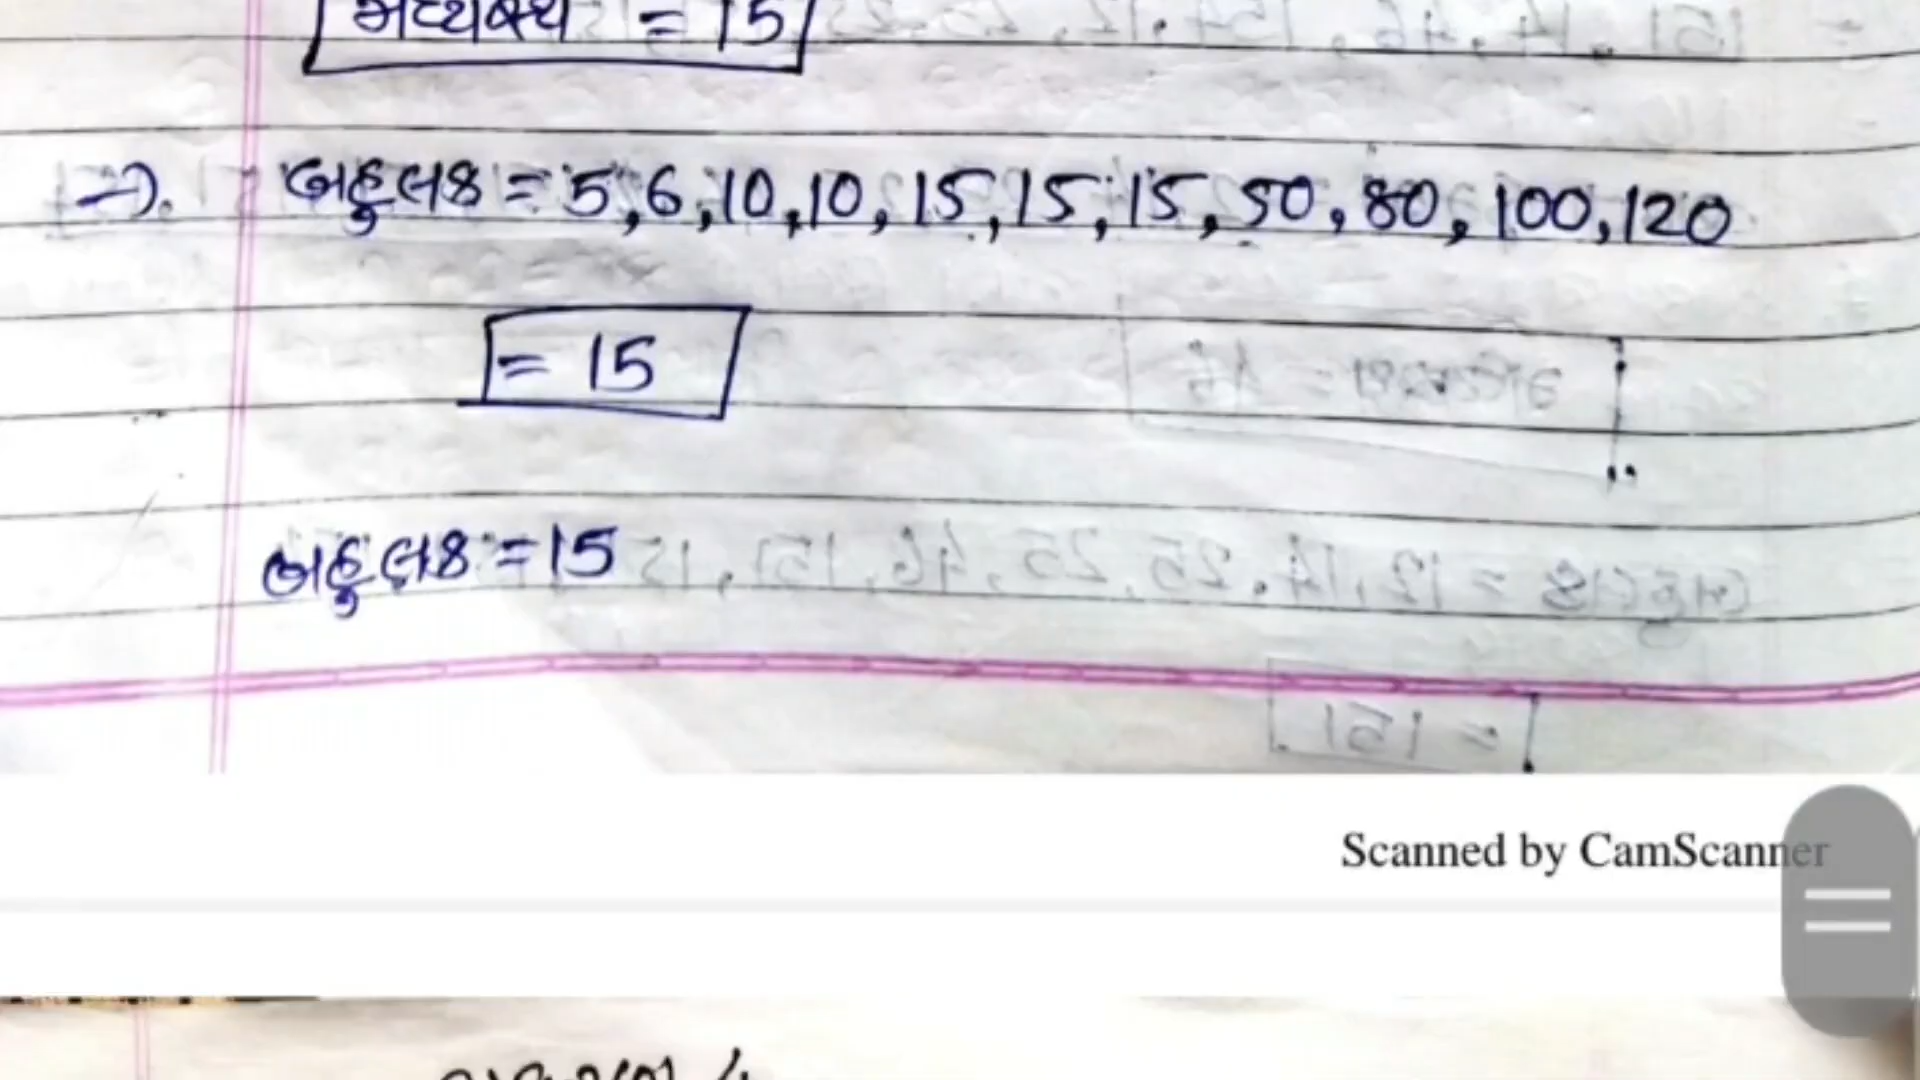 મધ્યસ્થ = 15
⇒. બહુલક = 5,6,10,10,15,15,15,50,80,100,120
= 15
બહુલક = 15
Scanned by CamScanner